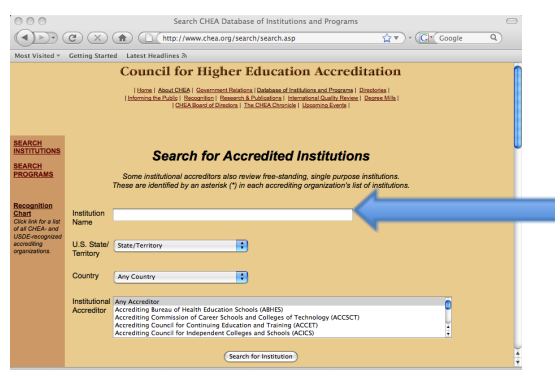 Search CHEA Database of Institutions and Programs
http://www.chea.org/search/search.asp
Google
Most Visited
Getting Started
Latest Headlines
Council for Higher Education Accreditation
| Home | About CHEA | Government Relations | Database of Institutions and Programs | Directories |
| Informing the Public | Recognition | Research & Publications | International Quality Review | Degree Mills |
| CHEA Board of Directors | The CHEA Chronicle | Upcoming Events |
SEARCH
INSTITUTIONS
SEARCH
PROGRAMS
Recognition
Chart
Click link for a list
of all CHEA- and
USDE-recognized
accrediting
organizations.
Search for Accredited Institutions
Some institutional accreditors also review free-standing, single purpose institutions.
These are identified by an asterisk (*) in each accrediting organization's list of institutions.
Institution
Name
U.S. State/
Territory
State/Territory
Country
Any Country
Institutional
Accreditor
Any Accreditor
Accrediting Bureau of Health Education Schools (ABHES)
Accrediting Commission of Career Schools and Colleges of Technology (ACCSCT)
Accrediting Council for Continuing Education and Training (ACCET)
Accrediting Council for Independent Colleges and Schools (ACICS)
Search for Institution